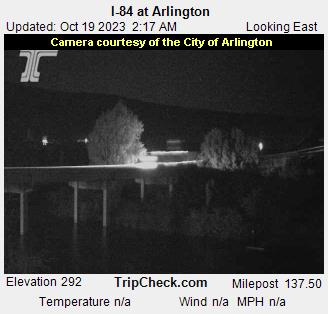 I-84 at Arlington
Updated: Oct 19 2023 2:17 AM Looking East
Camera courtesy of the City of Arlington
Elevation 292 TripCheck.com Milepost 137.50
Temperature n/a Wind n/a MPH n/a